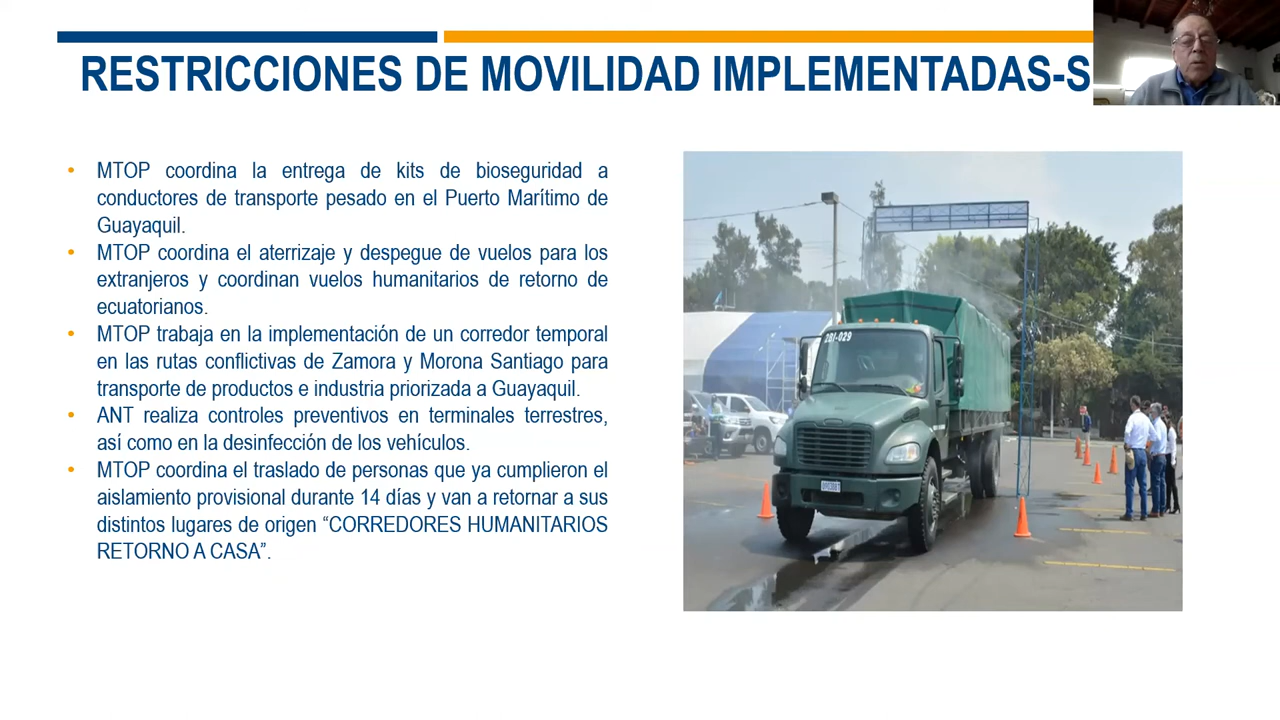 RESTRICCIONES DE MOVILIDAD IMPLEMENTADAS-S
MTOP coordina la entrega de kits de bioseguridad a
conductores de transporte pesado en el Puerto Marítimo de
Guayaquil.
MTOP coordina el aterrizaje y despegue de vuelos para los
extranjeros y coordinan vuelos humanitarios de retorno de
ecuatorianos.
MTOP trabaja en la implementación de un corredor temporal
en las rutas conflictivas de Zamora y Morona Santiago para
transporte de productos e industria priorizada a Guayaquil.
ANT realiza controles preventivos en terminales terrestres,
así como en la desinfección de los vehículos.
MTOP coordina el traslado de personas que ya cumplieron el
aislamiento provisional durante 14 días y van a retornar a sus
distintos lugares de origen “CORREDORES HUMANITARIOS
RETORNO A CASA”.
2BI-029